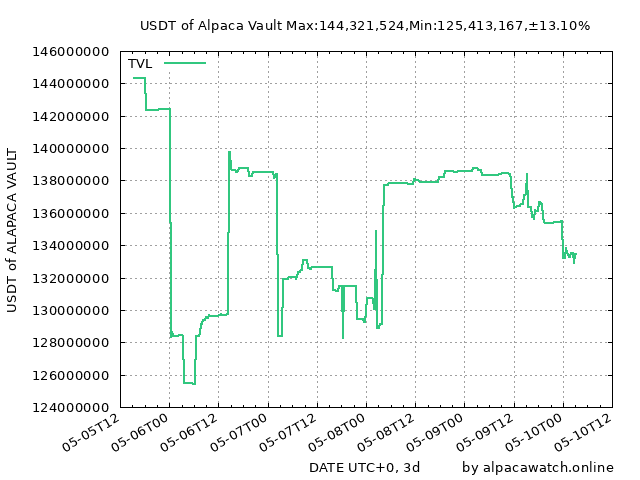 USDT of Alpaca Vault Max:144,321,524,Min:125,413,167,±13.10%
TVL
146000000
144000000
142000000
140000000
138000000
136000000
134000000
132000000
130000000
128000000
126000000
124000000
USDT of ALAPACA VAULT
05-05T12
05-06T00
05-06T12
05-07T00
05-07T12
05-08T00
05-08T12
05-09T00
05-09T12
05-10T00
05-10T12
DATE UTC+0, 3d
by alpacawatch.online